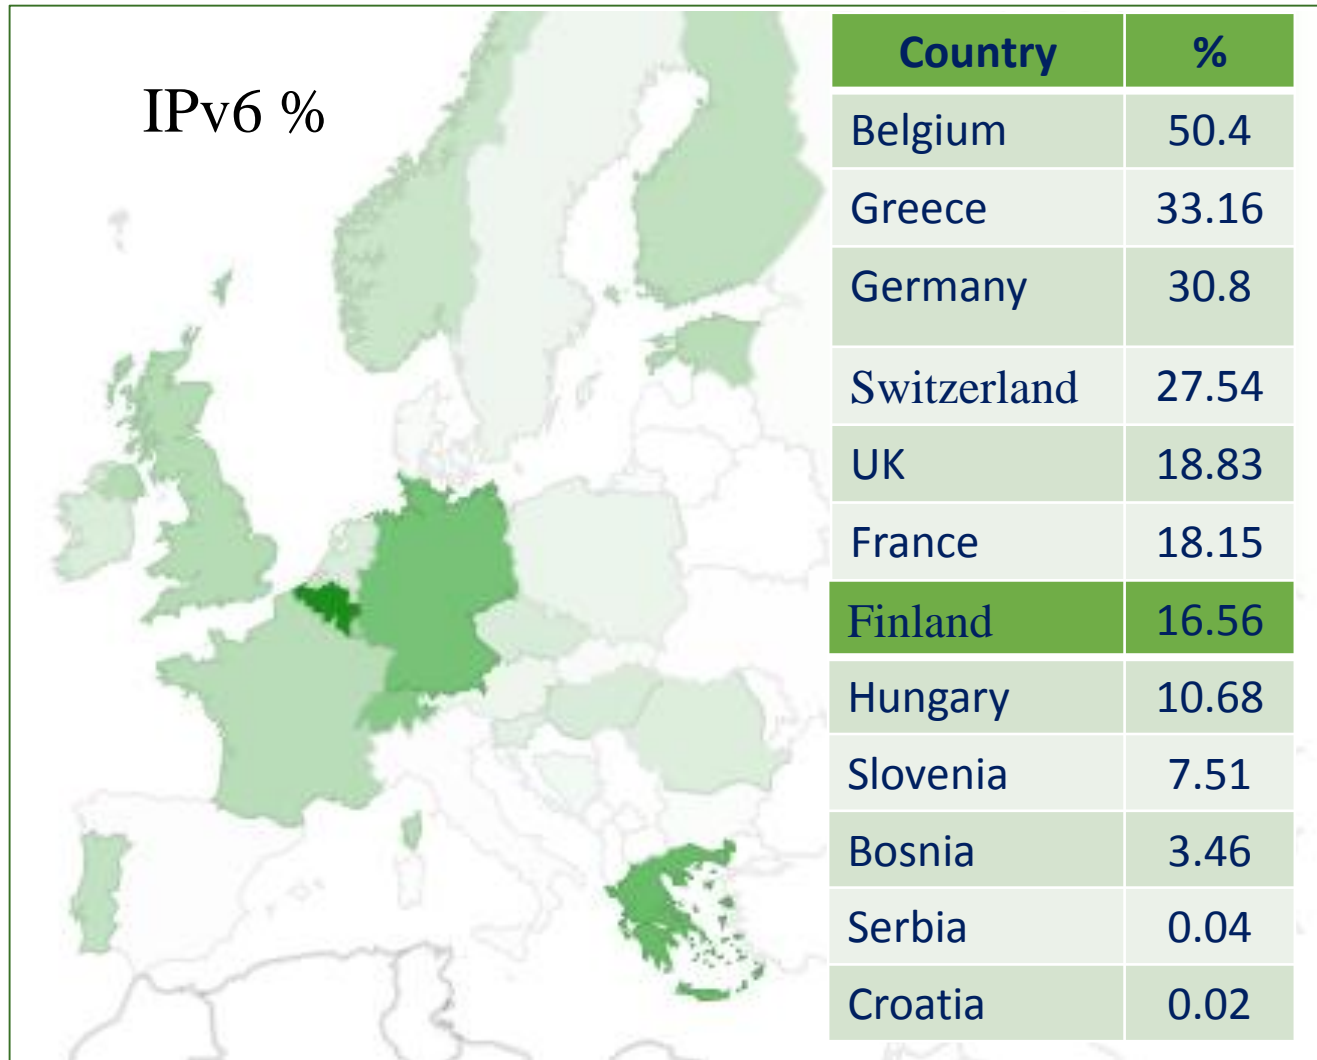 IPv6 %
Country %
Belgium 50.4
Greece 33.16
Germany 30.8
Switzerland 27.54
UK 18.83
France 18.15
Finland 16.56
Hungary 10.68
Slovenia 7.51
Bosnia 3.46
Serbia 0.04
Croatia 0.02